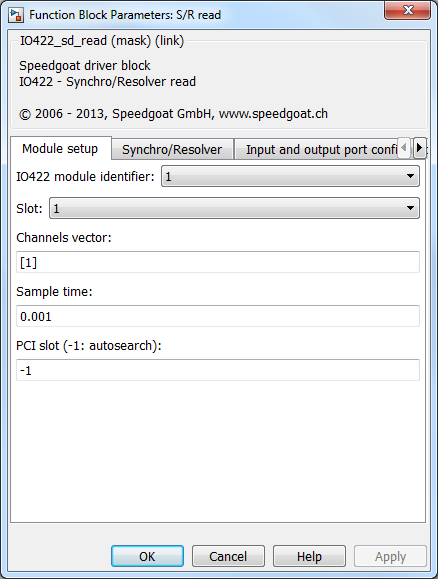 Function Block Parameters: S/R read
IO422_sd_read (mask) (link)
Speedgoat driver block
IO422 - Synchro/Resolver read
© 2006 - 2013, Speedgoat GmbH, www.speedgoat.ch
Module setup Synchro/Resolver Input and output port
IO422 module identifier: 1
Slot: 1
Channels vector:
[1]
Sample time:
0.001
PCI slot (-1: autosearch):
-1
OK Cancel Help Apply